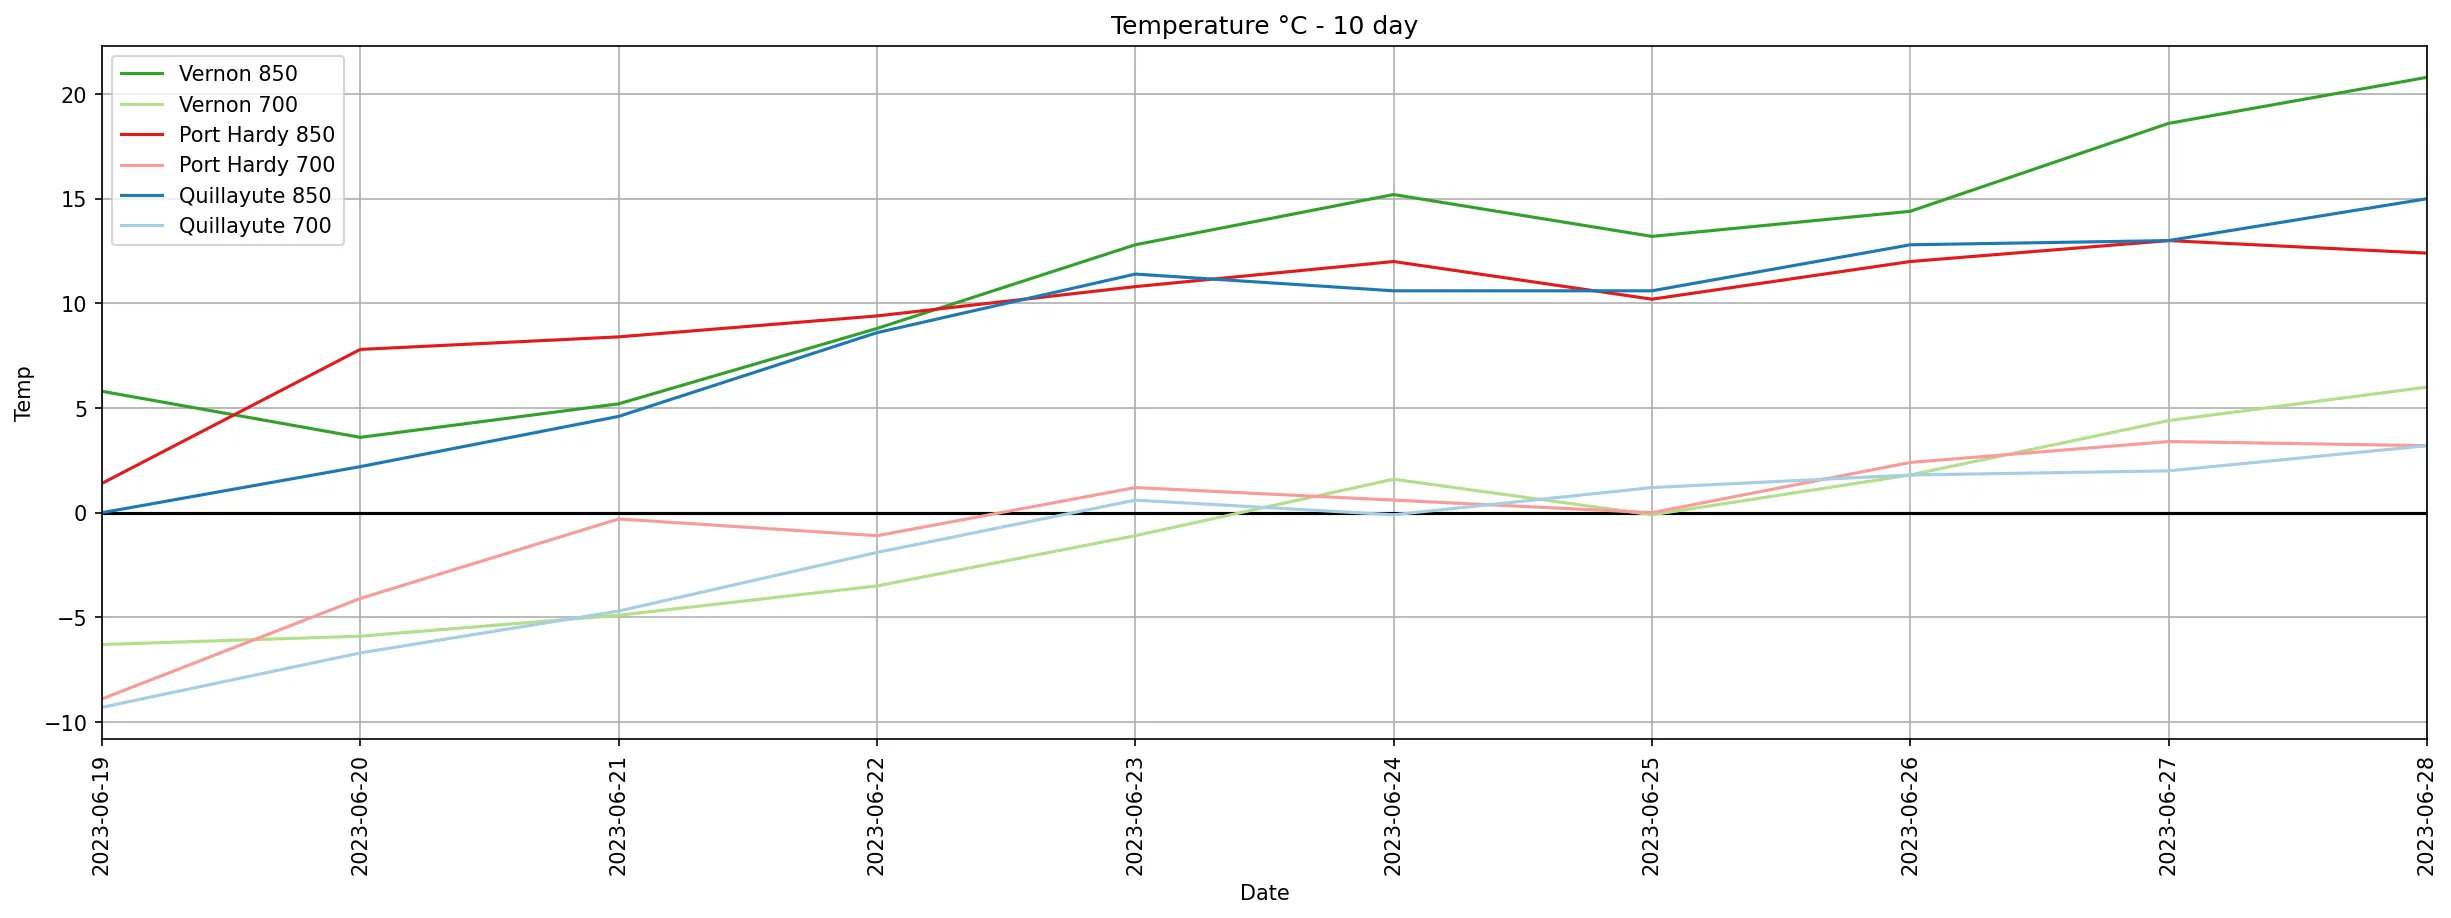 Temperature °C - 10 day
Vernon 850
Vernon 700
Port Hardy 850
Port Hardy 700
Quillayute 850
Quillayute 700
20
15
10
5
0
−5
−10
Temp
2023-06-19
2023-06-20
2023-06-21
2023-06-22
2023-06-23
2023-06-24
2023-06-25
2023-06-26
2023-06-27
2023-06-28
Date